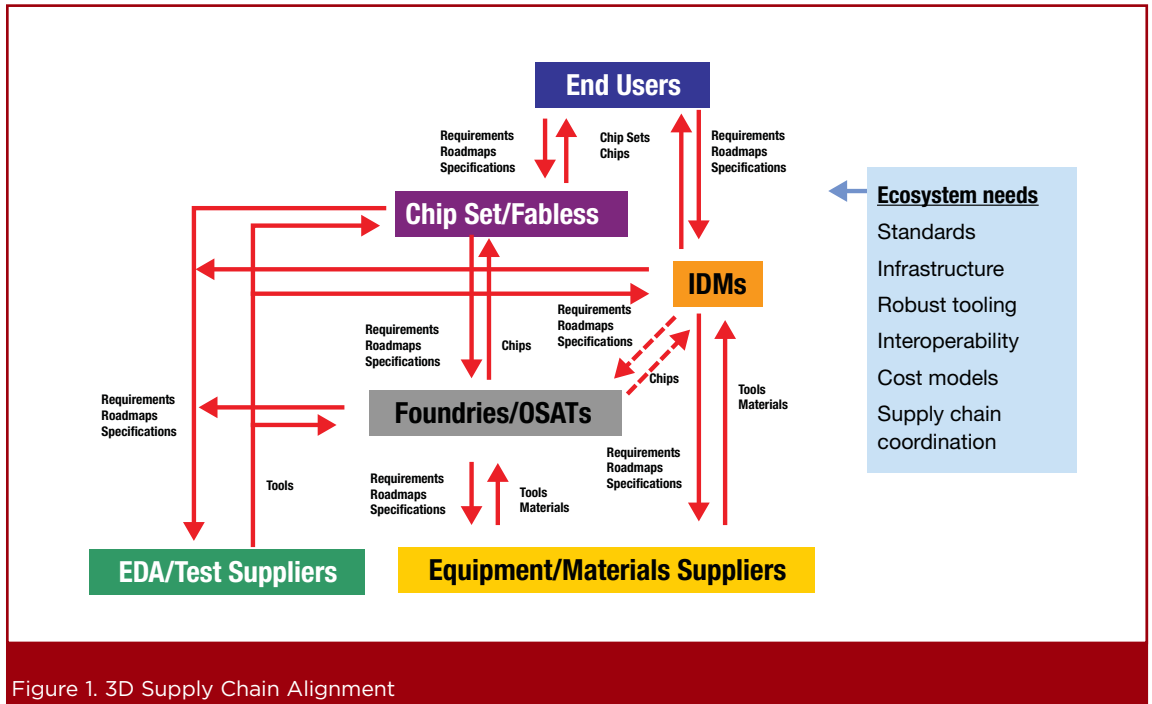 End Users
Requirements
Roadmaps
Specifications
Chip Sets
Chips
Requirements
Roadmaps
Specifications
Chip Set/Fabless
Ecosystem needs
Standards
Infrastructure
Robust tooling
Interoperability
Cost models
Supply chain
coordination
IDMs
Requirements
Roadmaps
Specifications
Chips
Requirements
Roadmaps
Specifications
Chips
Tools
Materials
Foundries/OSATs
Requirements
Roadmaps
Specifications
Tools
Requirements
Roadmaps
Specifications
Tools
Materials
Requirements
Roadmaps
Specifications
EDA/Test Suppliers
Equipment/Materials Suppliers
Figure 1. 3D Supply Chain Alignment